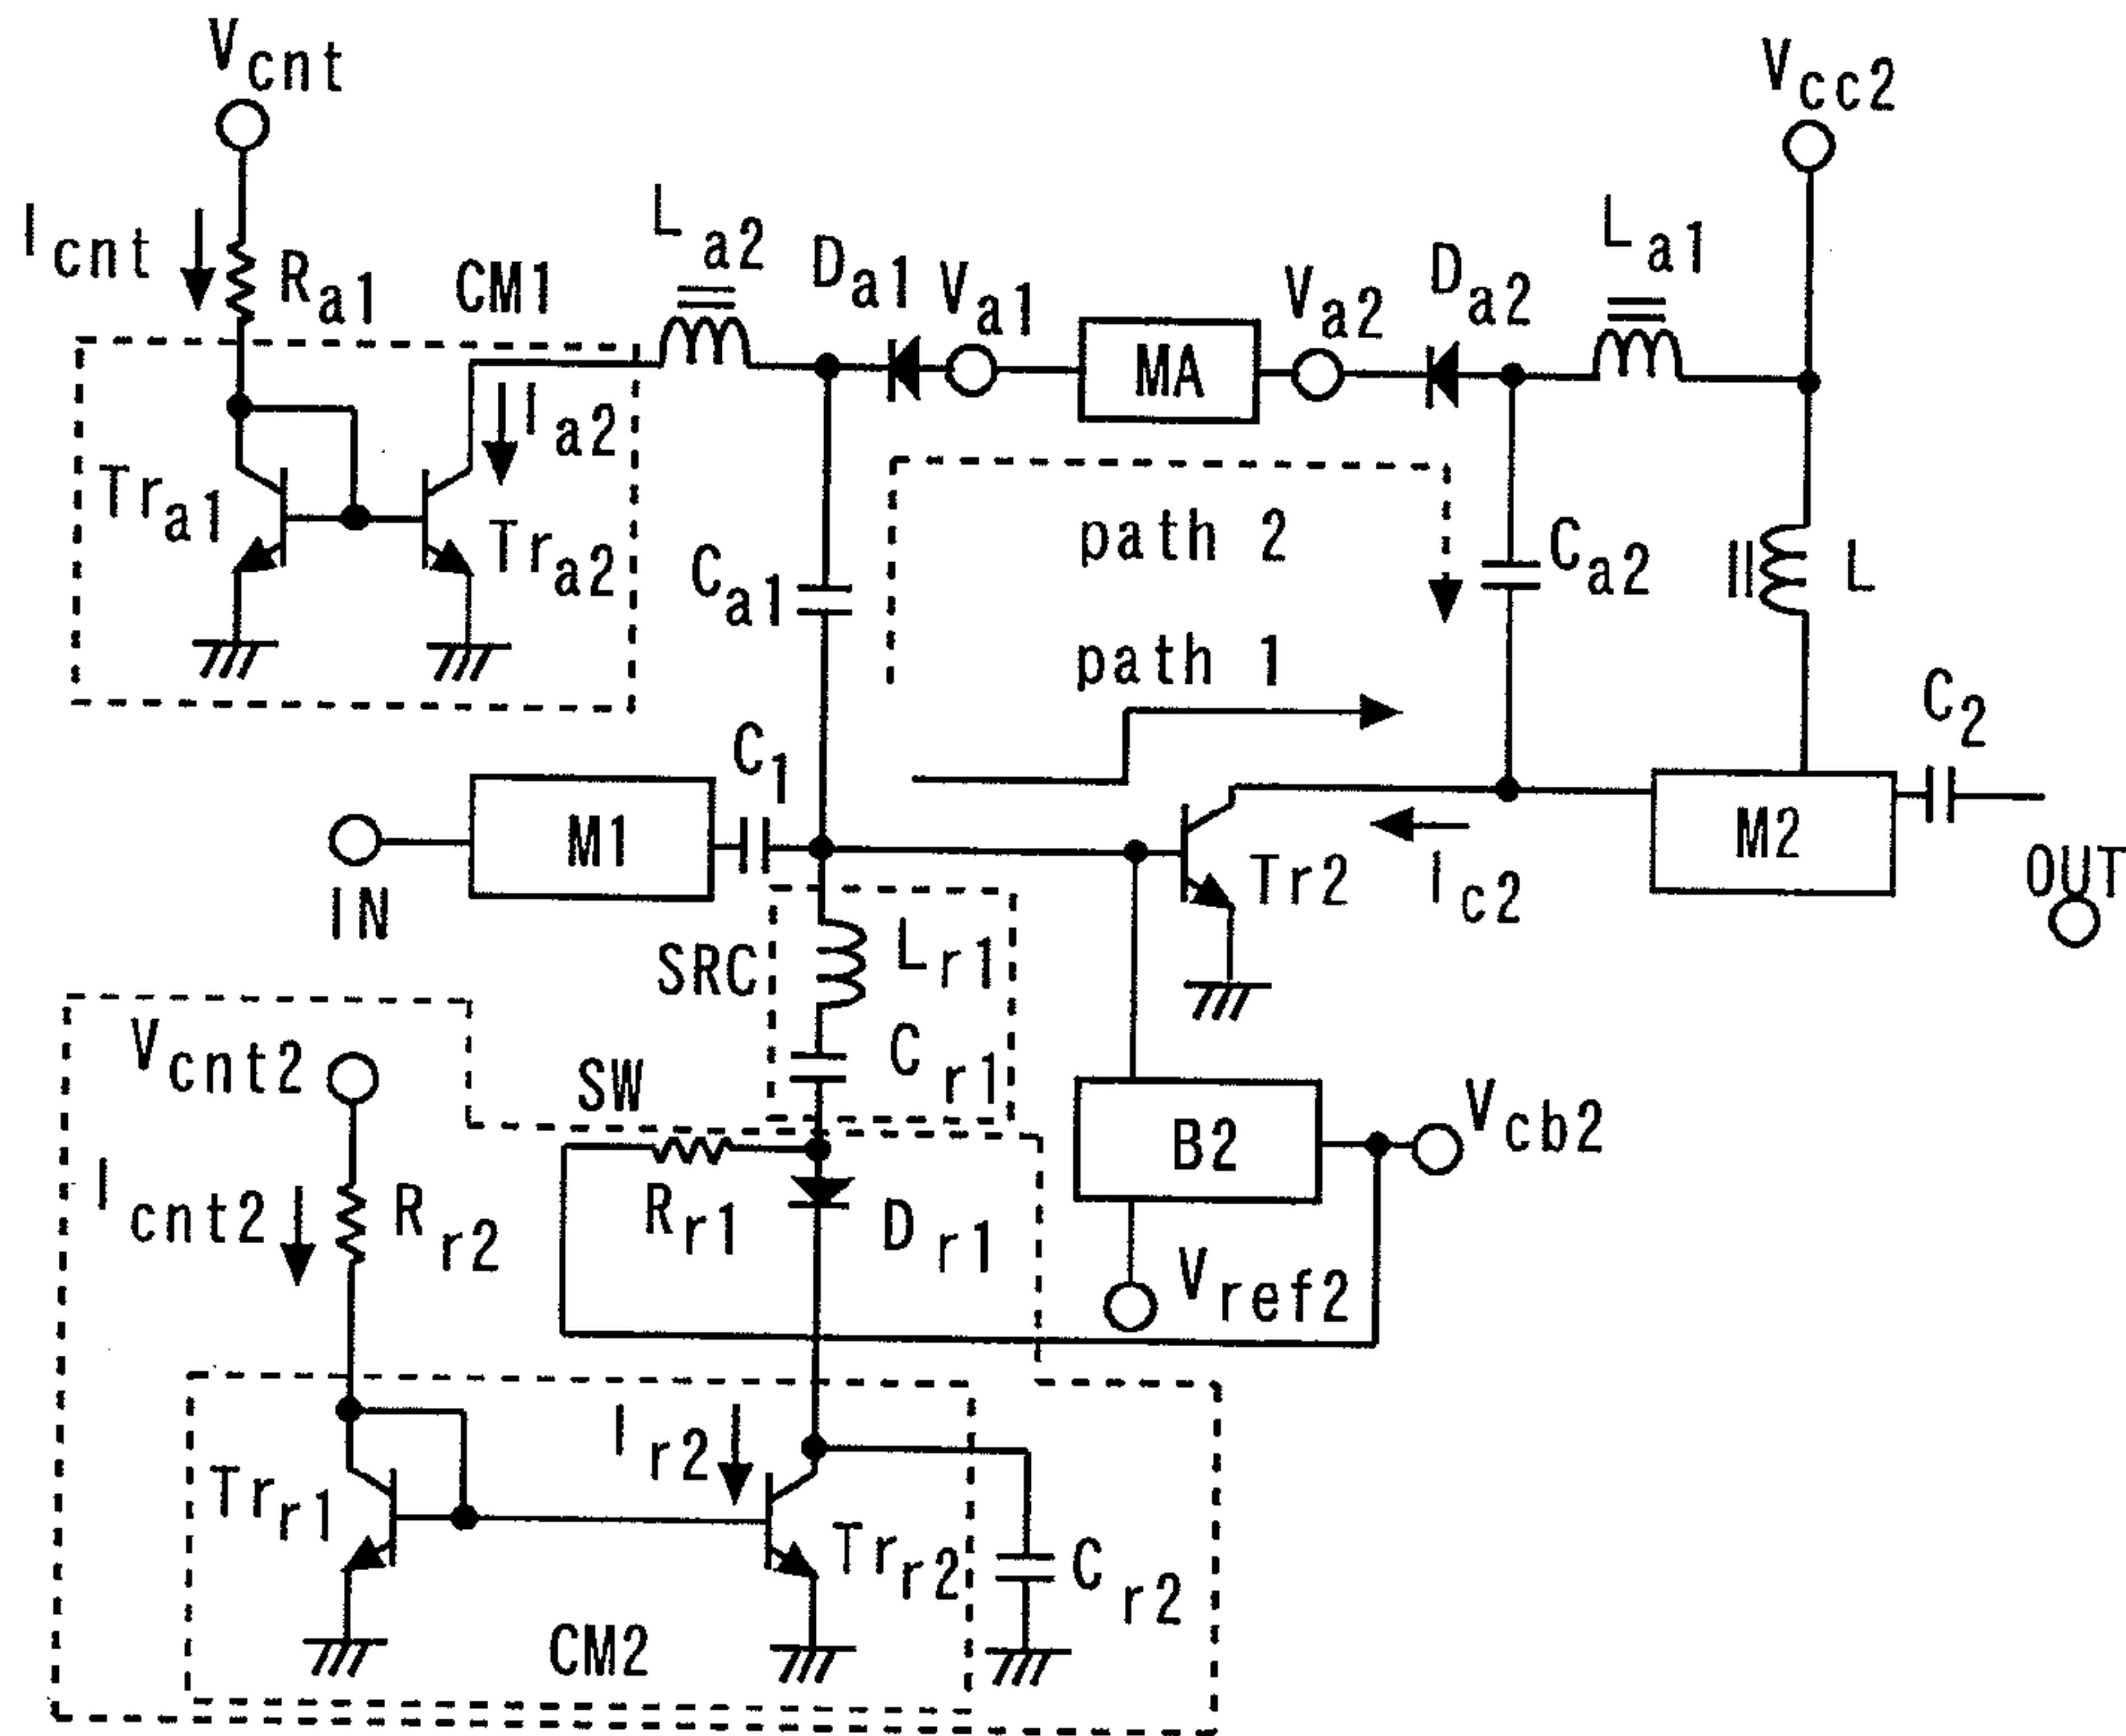 Vcnt
Vcc2
Icnt
Ra1
CM1
La2
Da1
Va1
MA
Va2
Da2
La1
Ia2
Tra1
Tra2
Ca1
path 2
Ca2
L
path 1
C1
C2
M1
M2
IN
Tr2
Ic2
OUT
SRC
Lr1
Cr1
Vcnt2
SW
B2
Vcb2
Icnt2
Rr2
Rr1
Dr1
Vref2
Ir2
Trr1
Trr2
Cr2
CM2